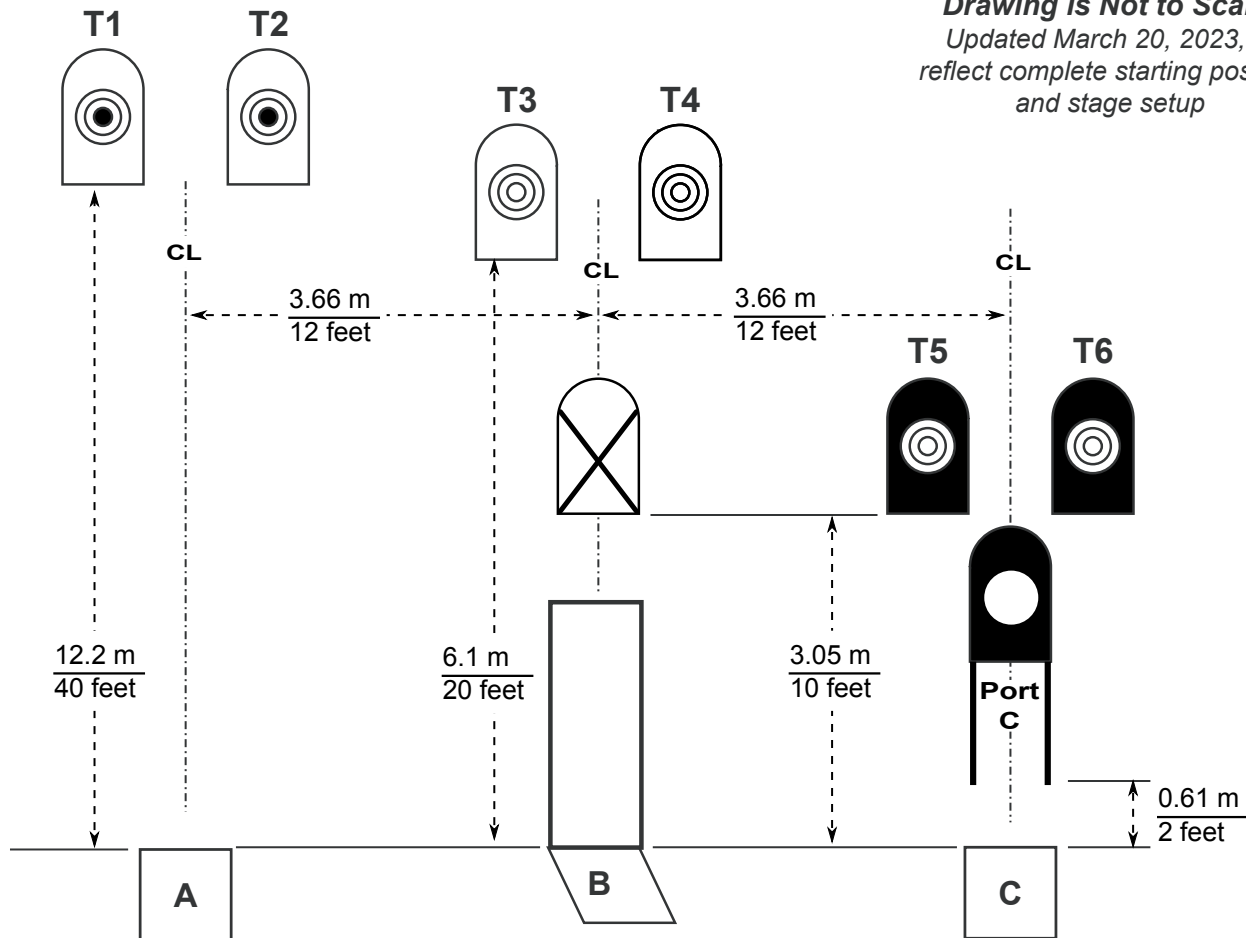 Drawing is Not to Scal
Updated March 20, 2023,
reflect complete starting pos
and stage setup
T1
T2
T3
T4
CL
CL
CL
3.66 m
12 feet
3.66 m
12 feet
T5
T6
12.2 m
40 feet
6.1 m
20 feet
3.05 m
10 feet
Port
C
0.61 m
2 feet
A
B
C